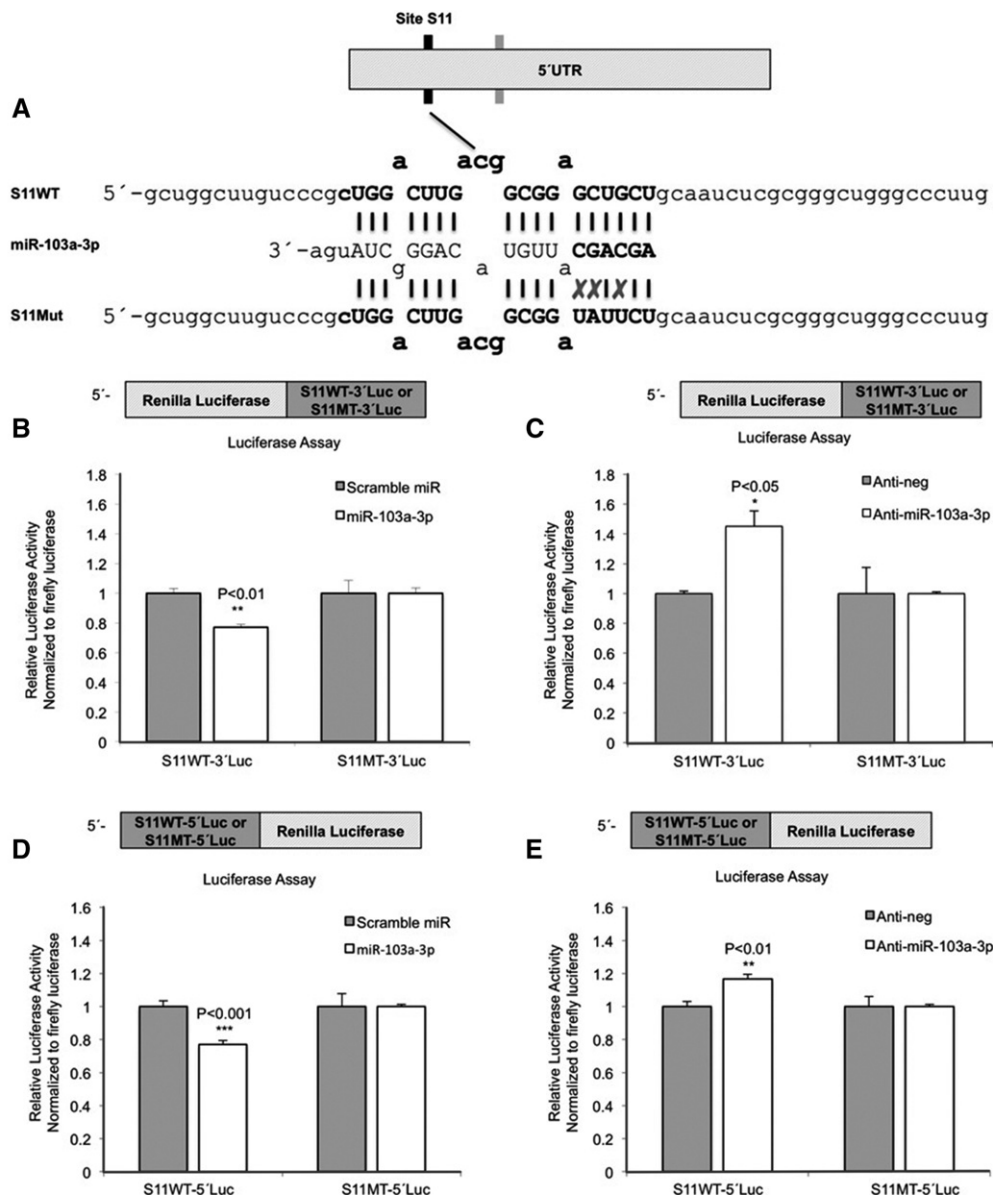 Site S11
5´UTR
A
a acg a
S11WT 5´-gcuggcuugucccgcUGG CUUG GCGG GCUGCUgcaaucucgcgggcugggcccuug
miR-103a-3p 3´-aguAUC GGAC UGUU CGACGA
g a a
XX X
S11Mut 5´-gcuggcuugucccgcUGG CUUG GCGG UAUUCUgcaaucucgcgggcugggcccuug
a acg a
5´- Renilla Luciferase S11WT-3´Luc or
S11MT-3´Luc
B
Luciferase Assay
Relative Luciferase Activity
Normalized to firefly luciferase
1.8
1.6
1.4
1.2
1
0.8
0.6
0.4
0.2
0
Scramble miR
miR-103a-3p
P<0.01
**
S11WT-3´Luc S11MT-3´Luc
5´- Renilla Luciferase S11WT-3´Luc or
S11MT-3´Luc
C
Luciferase Assay
Relative Luciferase Activity
Normalized to firefly luciferase
1.8
1.6
1.4
1.2
1
0.8
0.6
0.4
0.2
0
Anti-neg
Anti-miR-103a-3p
P<0.05
*
S11WT-3´Luc S11MT-3´Luc
5´- S11WT-5´Luc or
S11MT-5´Luc Renilla Luciferase
D
Luciferase Assay
Relative Luciferase Activity
Normalized to firefly luciferase
1.6
1.4
1.2
1
0.8
0.6
0.4
0.2
0
Scramble miR
miR-103a-3p
P<0.001
***
S11WT-5´Luc S11MT-5´Luc
5´- S11WT-5´Luc or
S11MT-5´Luc Renilla Luciferase
E
Luciferase Assay
Relative Luciferase Activity
Normalized to firefly luciferase
1.6
1.4
1.2
1
0.8
0.6
0.4
0.2
0
Anti-neg
Anti-miR-103a-3p
P<0.01
**
S11WT-5´Luc S11MT-5´Luc